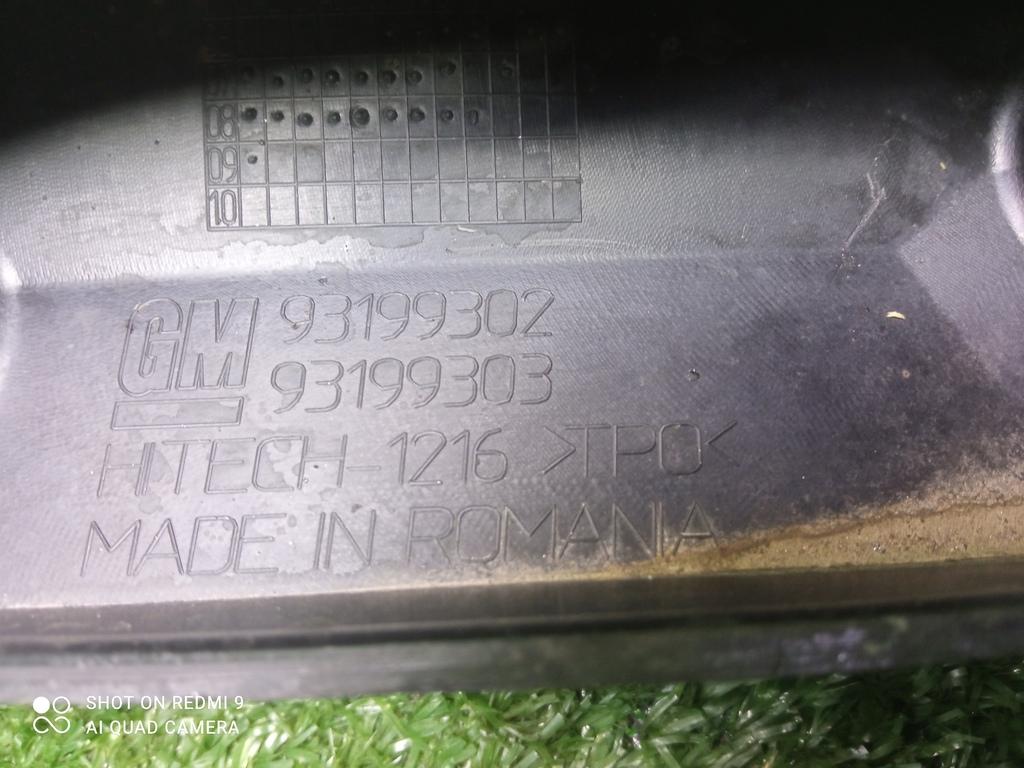 07
08
09
10
GM 93199302
93199303
HITECH-1216 >TPO<
MADE IN ROMANIA
SHOT ON REDMI 9
AI QUAD CAMERA